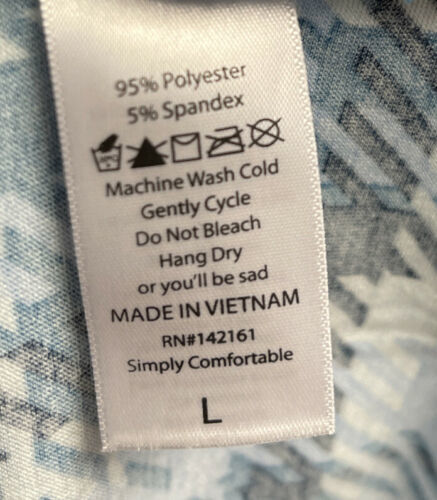 95% Polyester
5% Spandex
Machine Wash Cold
Gently Cycle
Do Not Bleach
Hang Dry
or you'll be sad
MADE IN VIETNAM
RN#142161
Simply Comfortable
L